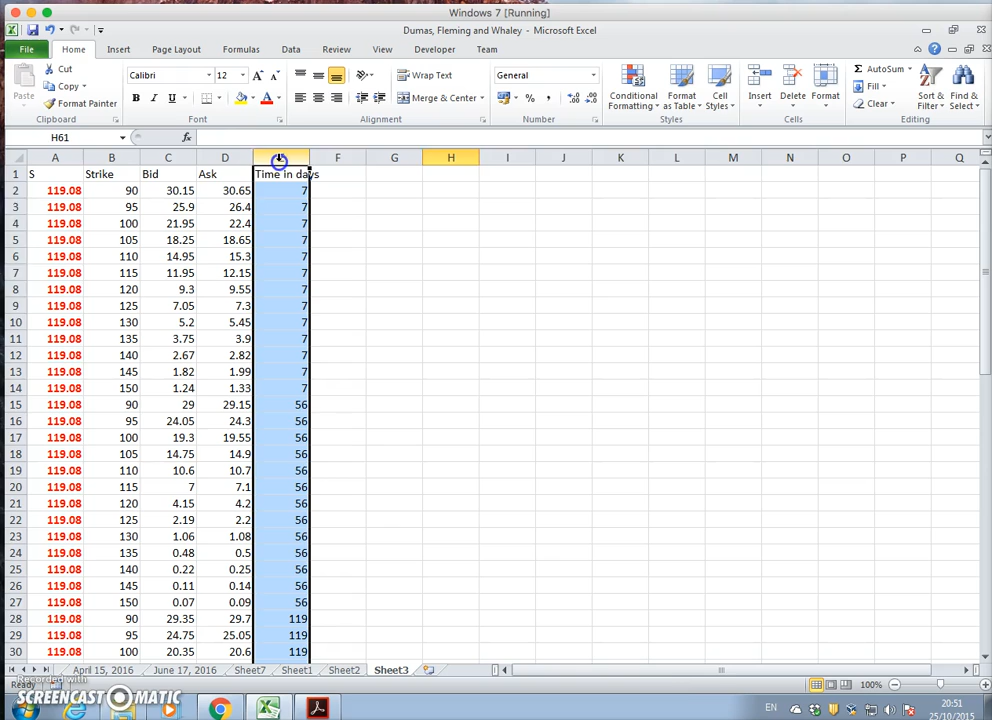 Windows 7 [Running]
Dumas, Fleming and Whaley - Microsoft Excel
File Home Insert Page Layout Formulas Data Review View Developer Team
Paste Cut Copy Format Painter Clipboard
Calibri 12 A A B I U A Font
Wrap Text Merge & Center Alignment
General % , Number
Conditional Formatting Format as Table Cell Styles Styles
Insert Delete Format Cells
AutoSum Fill Clear Sort & Filter Find & Select Editing
H61 fx
A B C D F G H I J K L M N O P Q
1 S Strike Bid Ask Time in days
2 119.08 90 30.15 30.65 7
3 119.08 95 25.9 26.4 7
4 119.08 100 21.95 22.4 7
5 119.08 105 18.25 18.65 7
6 119.08 110 14.95 15.3 7
7 119.08 115 11.95 12.15 7
8 119.08 120 9.3 9.55 7
9 119.08 125 7.05 7.3 7
10 119.08 130 5.2 5.45 7
11 119.08 135 3.75 3.9 7
12 119.08 140 2.67 2.82 7
13 119.08 145 1.82 1.99 7
14 119.08 150 1.24 1.33 7
15 119.08 90 29 29.15 56
16 119.08 95 24.05 24.3 56
17 119.08 100 19.3 19.55 56
18 119.08 105 14.75 14.9 56
19 119.08 110 10.6 10.7 56
20 119.08 115 7 7.1 56
21 119.08 120 4.15 4.2 56
22 119.08 125 2.19 2.2 56
23 119.08 130 1.06 1.08 56
24 119.08 135 0.48 0.5 56
25 119.08 140 0.22 0.25 56
26 119.08 145 0.11 0.14 56
27 119.08 150 0.07 0.09 56
28 119.08 90 29.35 29.7 119
29 119.08 95 24.75 25.05 119
30 119.08 100 20.35 20.6 119
April 15, 2016 June 17, 2016 Sheet7 Sheet1 Sheet2 Sheet3
Ready 100%
RECORDED WITH
SCREENCAST MATIC
EN 20:51
25/10/2015